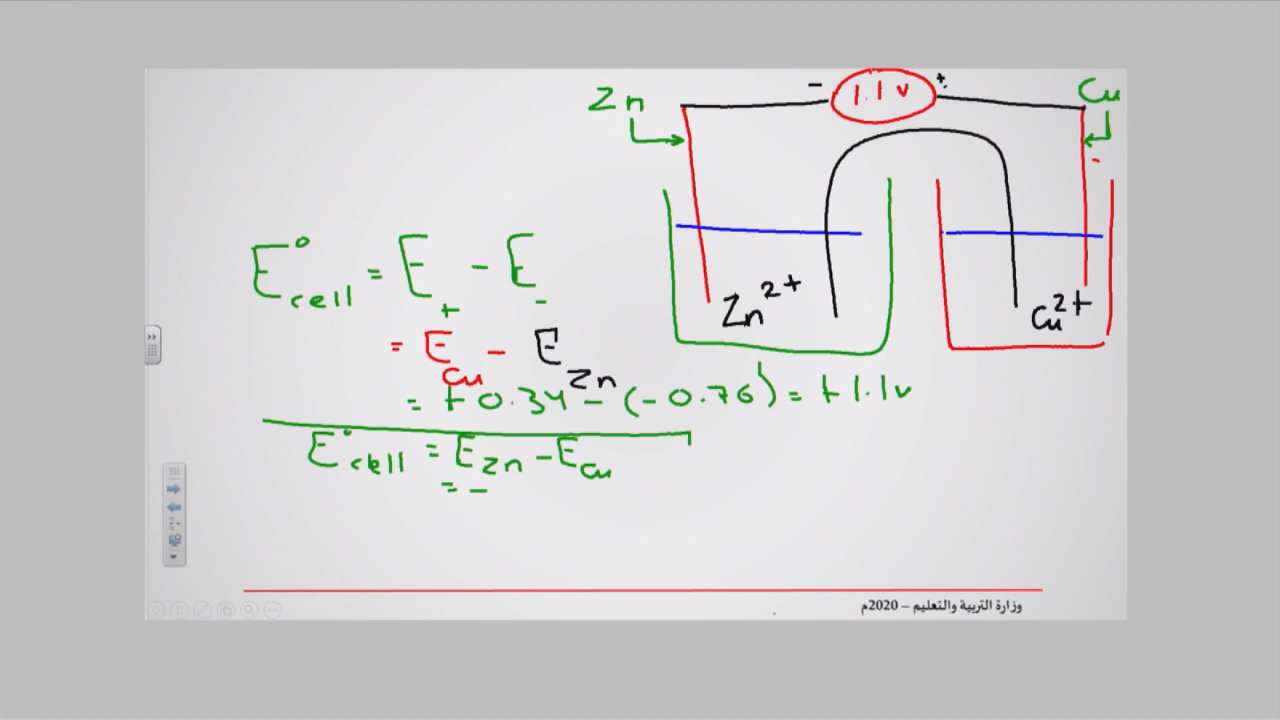 Zn - 1.1 v + Cu
E°cell = E+ - E-
Zn2+ Cu2+
= ECu - EZn
= +0.34 - (-0.76) = +1.1v
E°cell = EZn - ECu
= -
وزارة التربية والتعليم – 2020م